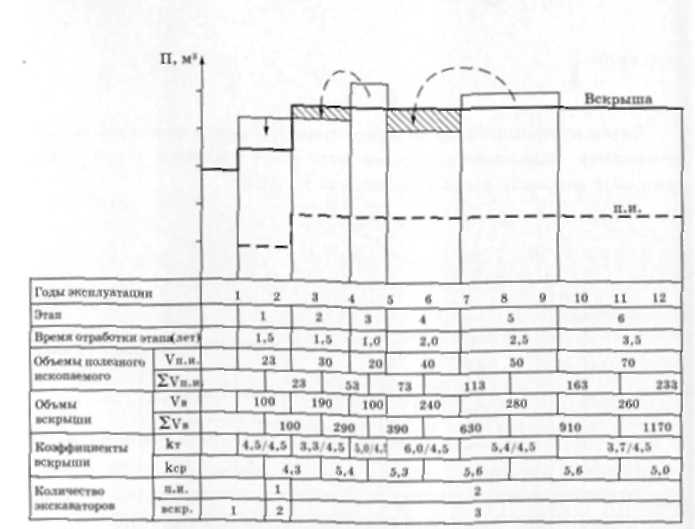 П, м³
Вскрыша
п.и.
Годы эксплуатации 1 2 3 4 5 6 7 8 9 10 11 12
Этап 1 2 3 4 5 6
Время отработки этапа(лет) 1,5 1,5 1,0 2,0 2,5 3,5
Объемы полезного ископаемого Vп.и. 23 30 20 40 50 70
ΣVп.и. 23 53 73 113 163 233
Объмы вскрыши Vв 100 190 100 240 280 260
ΣVв 100 290 390 630 910 1170
Коэффициенты вскрыши kт 4,5/4,5 3,3/4,5 5,0/4,5 6,0/4,5 5,4/4,5 3,7/4,5
kср 4,3 5,4 5,3 5,6 5,6 5,0
Количество экскаваторов п.и. 1 2
вскр. 1 2 3